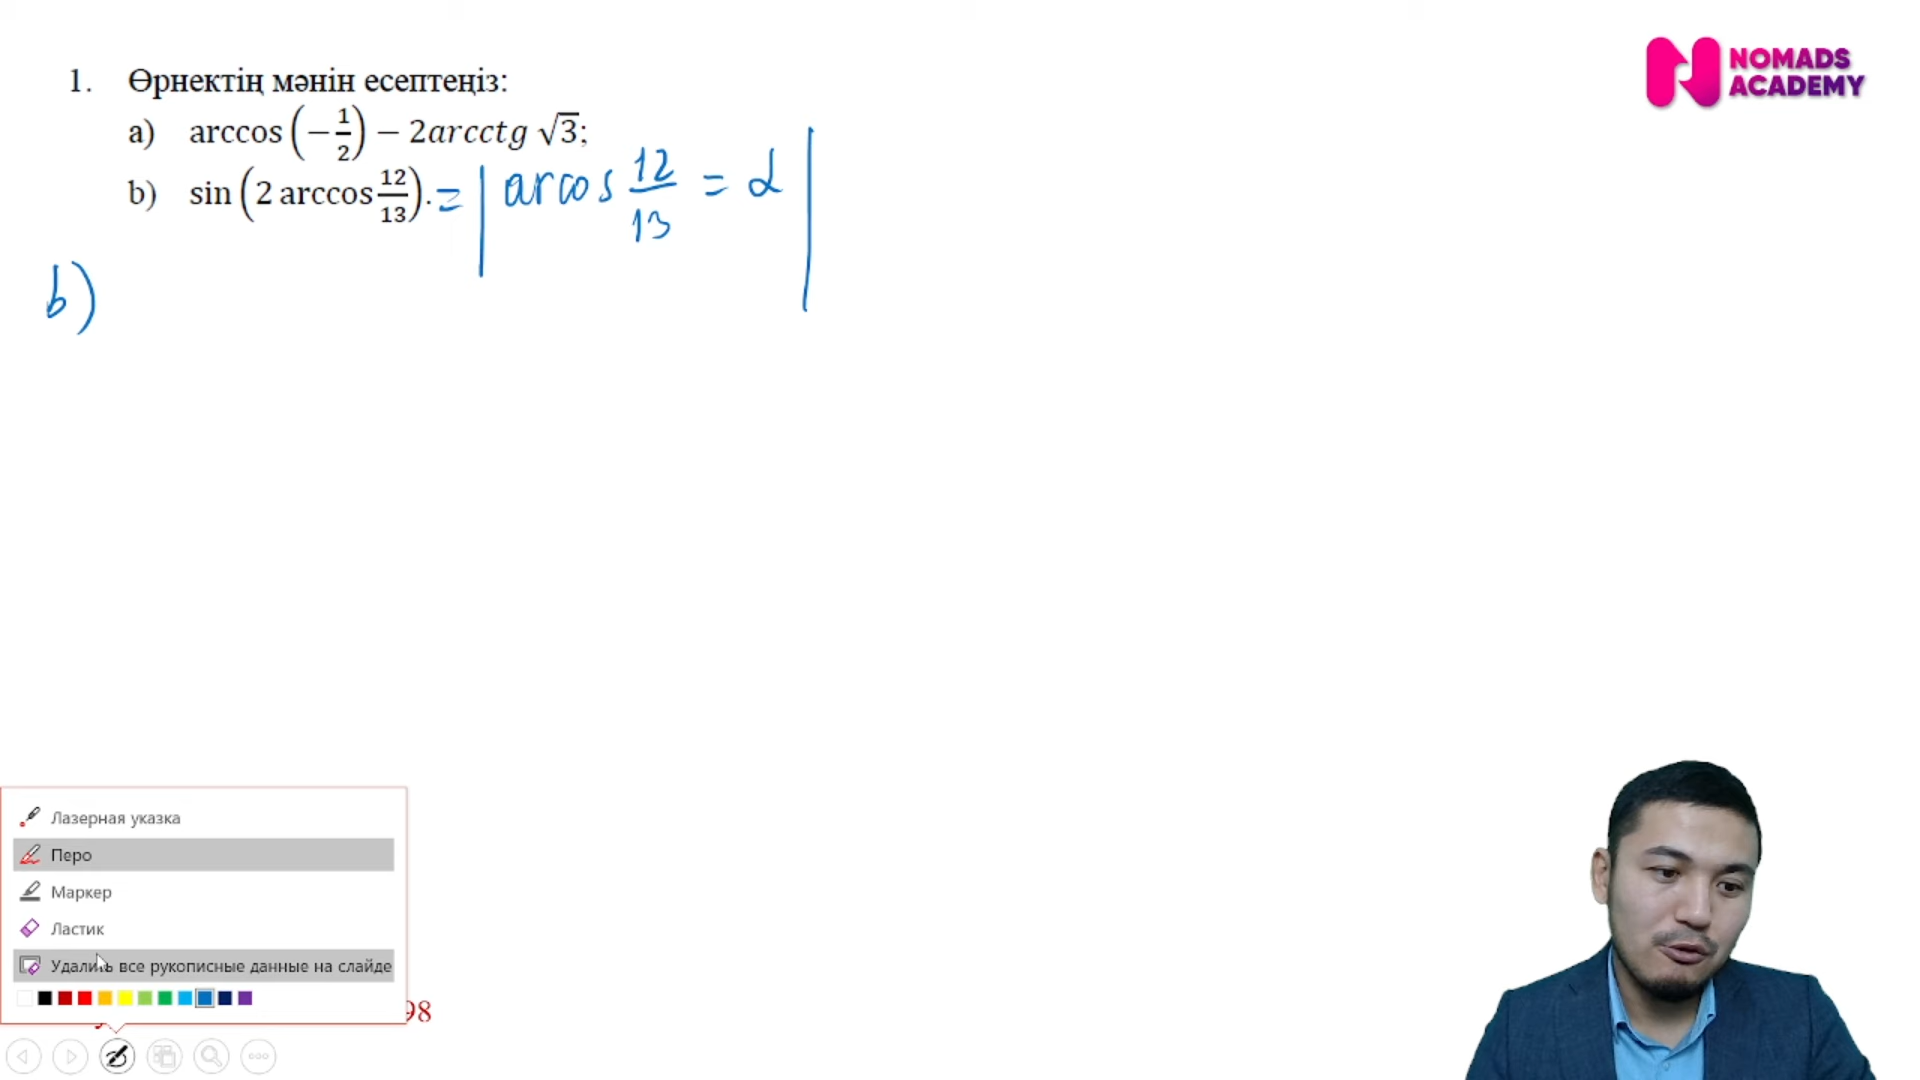 NOMADS
ACADEMY
1. Өрнектің мәнін есептеңіз:
a) arccos (−1/2) − 2arcctg √3;
b) sin (2 arccos 12/13). = | arcos 12/13 = α |
b)
Лазерная указка
Перо
Маркер
Ластик
Удалить все рукописные данные на слайде
98